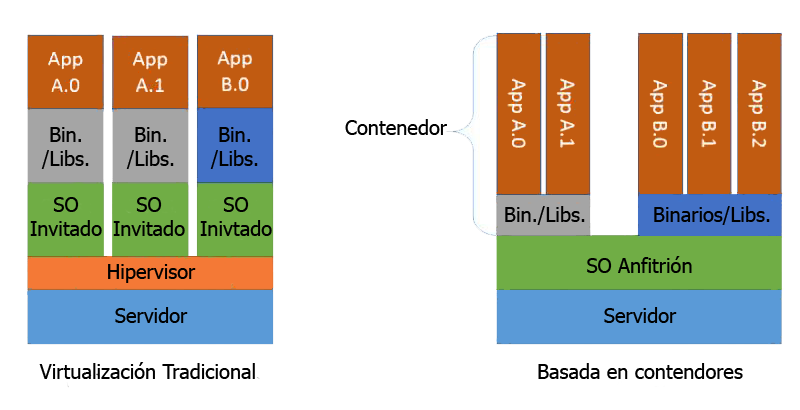 App
A.0
App
A.1
App
B.0
Bin.
/Libs.
Bin.
/Libs.
Bin.
/Libs.
SO
Invitado
SO
Invitado
SO
Inivtado
Hipervisor
Servidor
Virtualización Tradicional
Contenedor
App A.0
App A.1
App B.0
App B.1
App B.2
Bin./Libs.
Binarios/Libs.
SO Anfitrión
Servidor
Basada en contendores